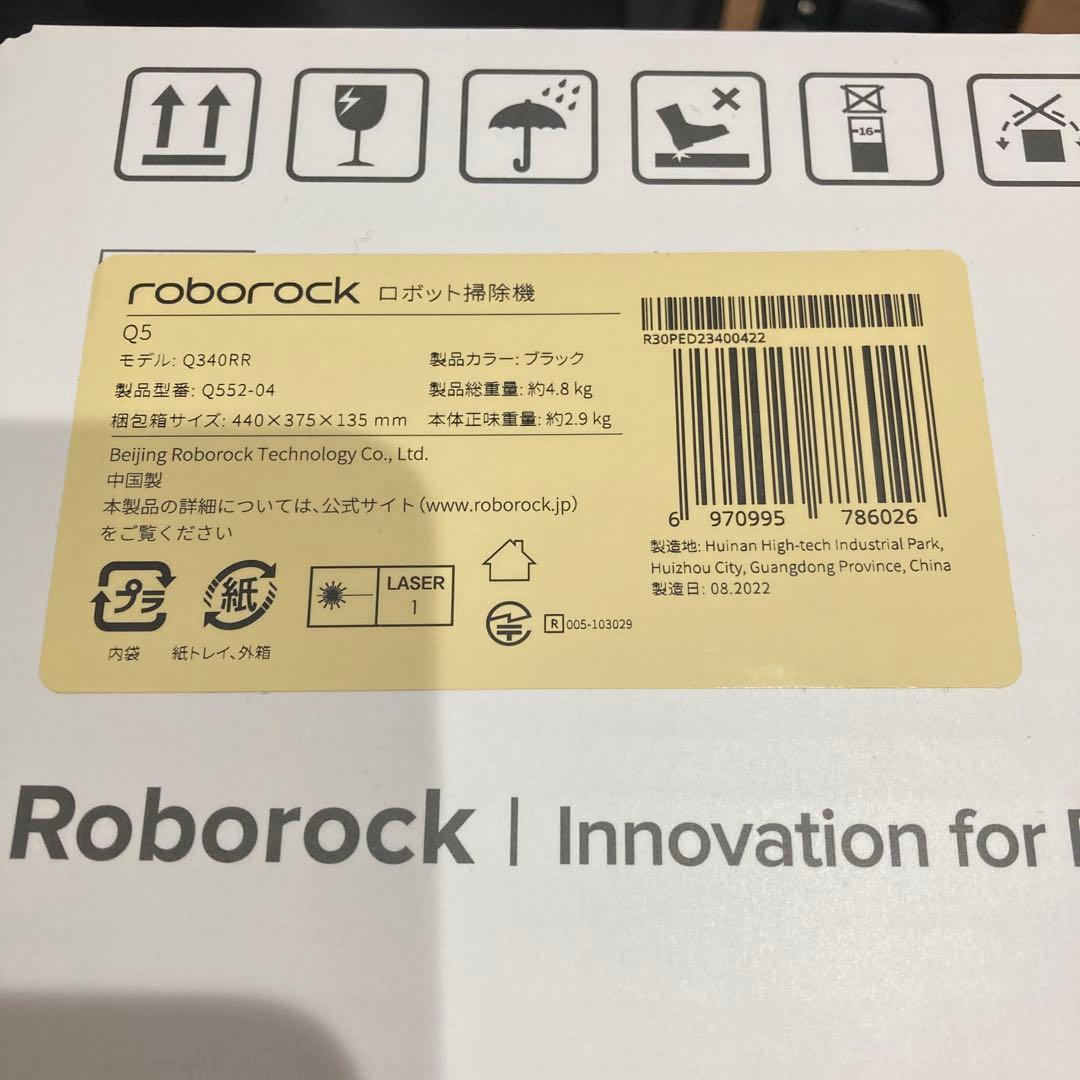 16
roborock ロボット掃除機
Q5
モデル: Q340RR
製品カラー: ブラック
製品型番: Q552-04
製品総重量: 約4.8 kg
梱包箱サイズ: 440×375×135 mm
本体正味重量: 約2.9 kg
Beijing Roborock Technology Co., Ltd.
中国製
本製品の詳細については、公式サイト(www.roborock.jp)
をご覧ください
プラ
内袋
紙
紙トレイ、外箱
LASER
1
R 005-103029
R30PED23400422
6 970995 786026
製造地: Huinan High-tech Industrial Park,
Huizhou City, Guangdong Province, China
製造日: 08.2022
Roborock | Innovation for